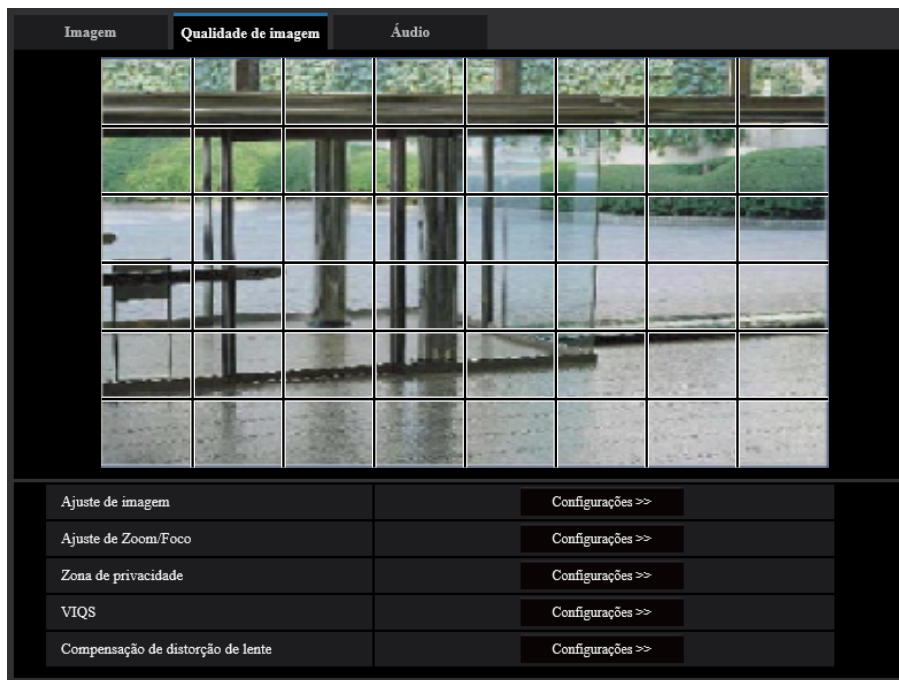 Imagem Qualidade de imagem Áudio
Ajuste de imagem Configurações >>
Ajuste de Zoom/Foco Configurações >>
Zona de privacidade Configurações >>
VIQS Configurações >>
Compensação de distorção de lente Configurações >>